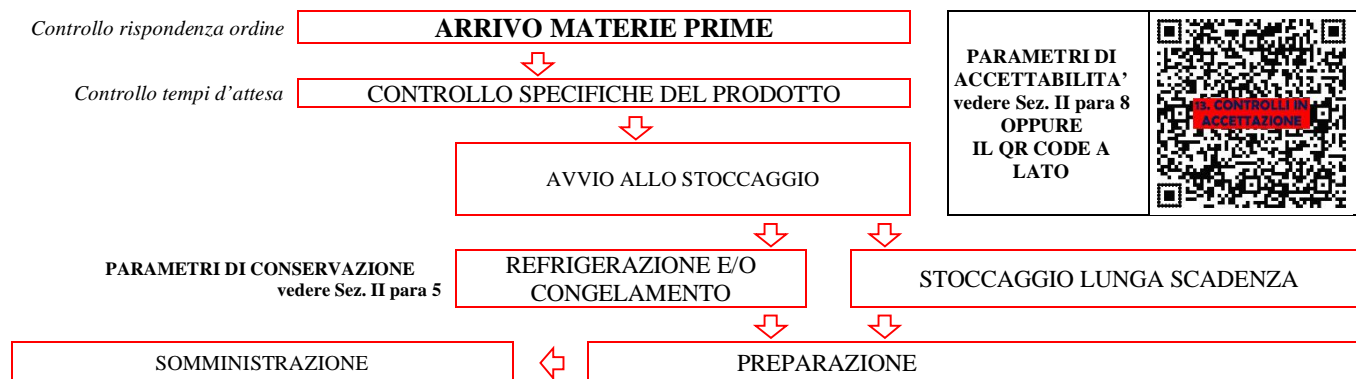 Controllo rispondenza ordine
ARRIVO MATERIE PRIME
Controllo tempi d'attesa
CONTROLLO SPECIFICHE DEL PRODOTTO
PARAMETRI DI
ACCETTABILITA'
vedere Sez. II para 8
OPPURE
IL QR CODE A
LATO
13. CONTROLLI IN
ACCETTAZIONE
AVVIO ALLO STOCCAGGIO
PARAMETRI DI CONSERVAZIONE
vedere Sez. II para 5
REFRIGERAZIONE E/O
CONGELAMENTO
STOCCAGGIO LUNGA SCADENZA
SOMMINISTRAZIONE
PREPARAZIONE